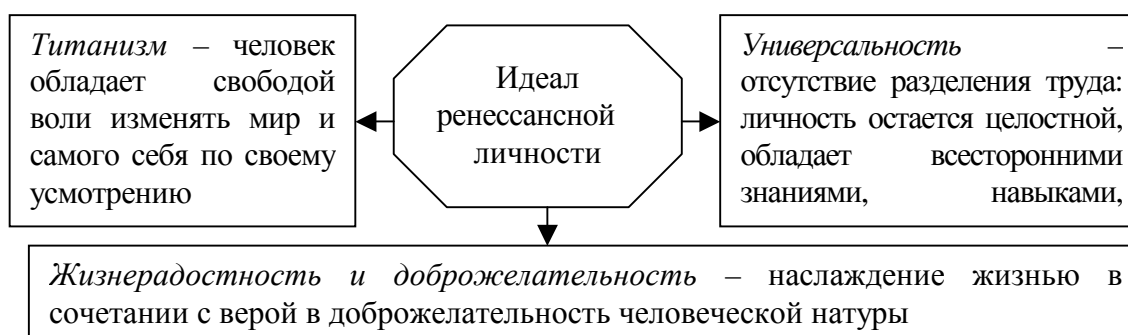 Титанизм – человек
обладает свободой
воли изменять мир и
самого себя по своему
усмотрению
Идеал
ренессансной
личности
Универсальность –
отсутствие разделения труда:
личность остается целостной,
обладает всесторонними
знаниями, навыками,
Жизнерадостность и доброжелательность – наслаждение жизнью в
сочетании с верой в доброжелательность человеческой натуры